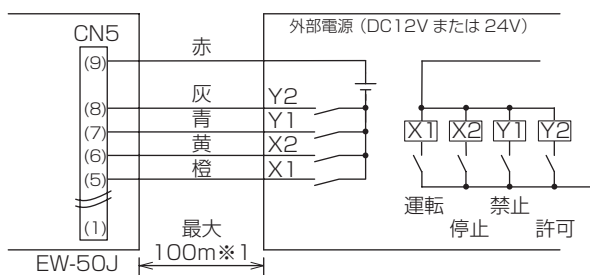 CN5
外部電源（DC12V または 24V）
(9) 赤
(8) 灰 Y2
(7) 青 Y1
(6) 黄 X2
(5) 橙 X1
(1)
X1 X2 Y1 Y2
運転 禁止
停止 許可
最大
100m※1
EW-50J